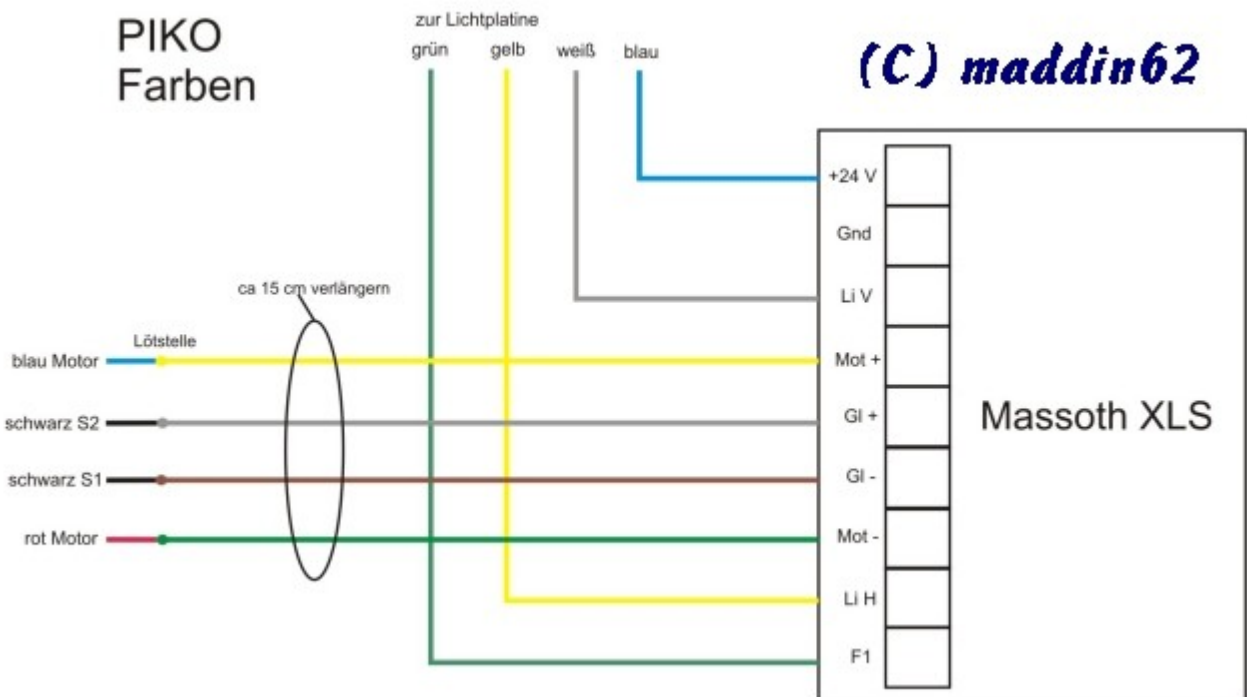 PIKO
Farben
zur Lichtplatine
grün gelb weiß blau
(C) maddin62
+24 V
Gnd
Li V
ca 15 cm verlängern
Lötstelle
blau Motor
Mot +
schwarz S2
Gl +
Massoth XLS
schwarz S1
Gl -
rot Motor
Mot -
Li H
F1